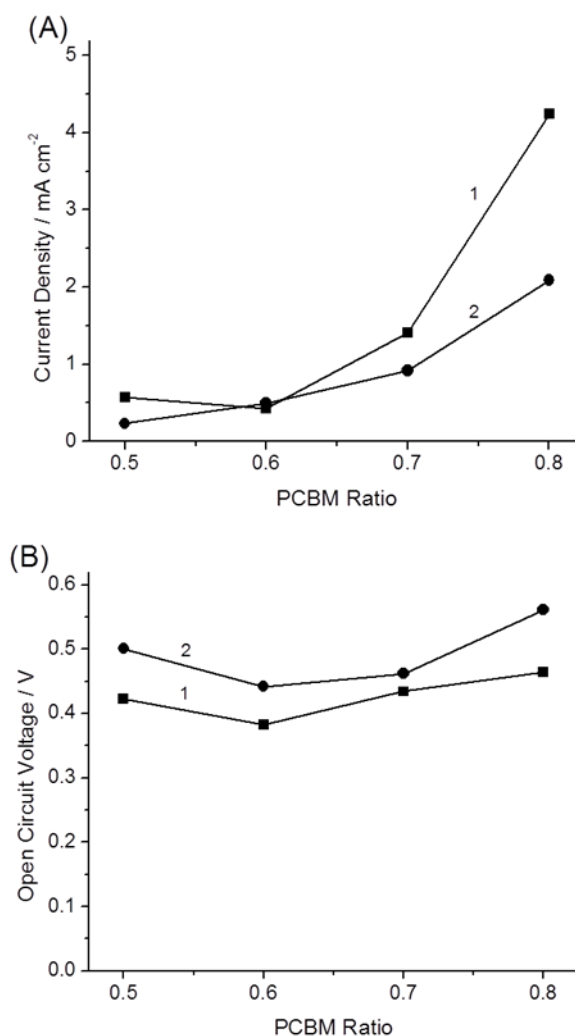 (A)
5
4
3
2
1
0
1
2
Current Density / mA cm⁻²
0.5 0.6 0.7 0.8
PCBM Ratio
(B)
0.6
0.5
0.4
0.3
0.2
0.1
0.0
2
1
Open Circuit Voltage / V
0.5 0.6 0.7 0.8
PCBM Ratio